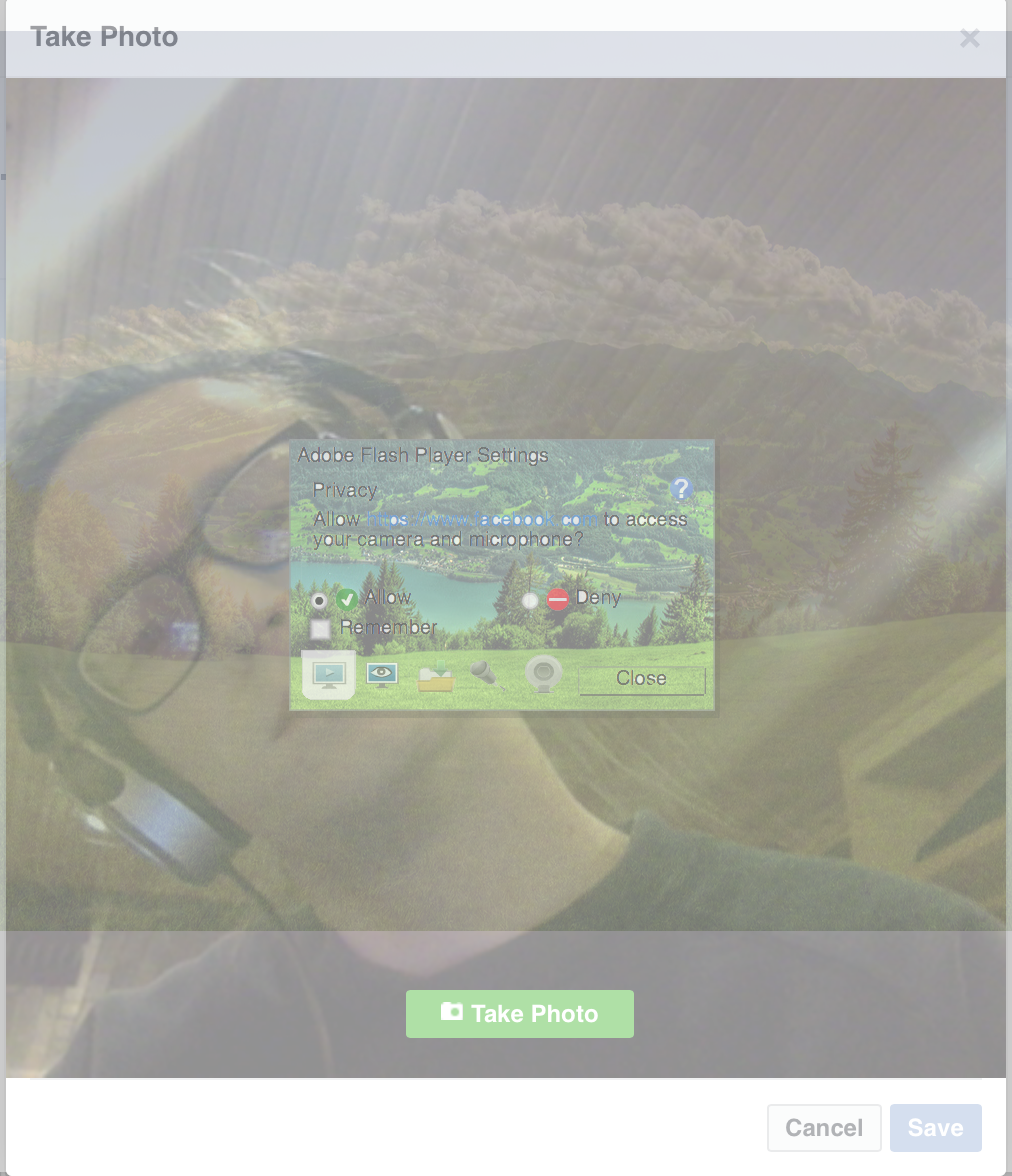 Take Photo
Adobe Flash Player Settings
Privacy
?
Allow https://www.facebook.com to access
your camera and microphone?
Allow
Deny
Remember
Close
Take Photo
Cancel
Save